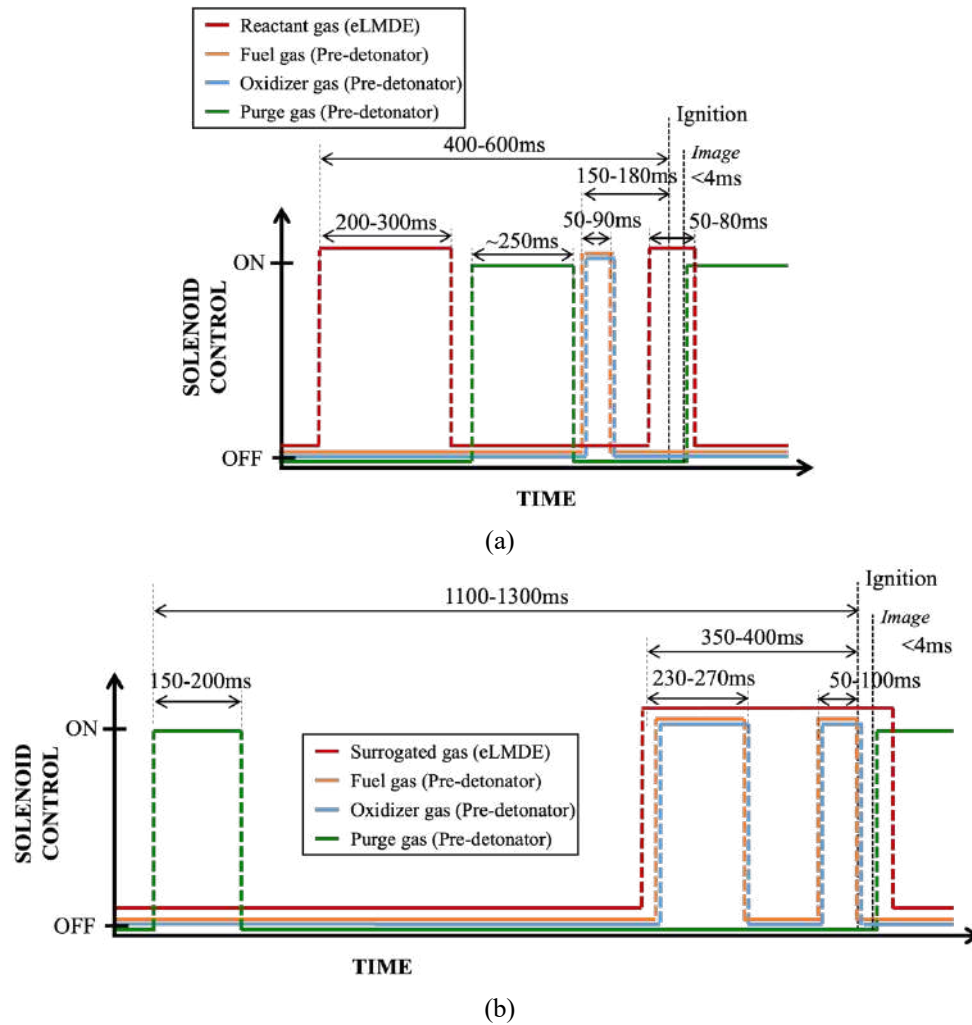 Reactant gas (eLMDE)
Fuel gas (Pre-detonator)
Oxidizer gas (Pre-detonator)
Purge gas (Pre-detonator)
Ignition
400-600ms
Image
150-180ms
<4ms
50-90ms
50-80ms
200-300ms
~250ms
ON
SOLENOID
CONTROL
OFF
TIME
(a)
Ignition
1100-1300ms
Image
350-400ms
<4ms
150-200ms
230-270ms
50-100ms
ON
Surrogated gas (eLMDE)
Fuel gas (Pre-detonator)
Oxidizer gas (Pre-detonator)
Purge gas (Pre-detonator)
SOLENOID
CONTROL
OFF
TIME
(b)